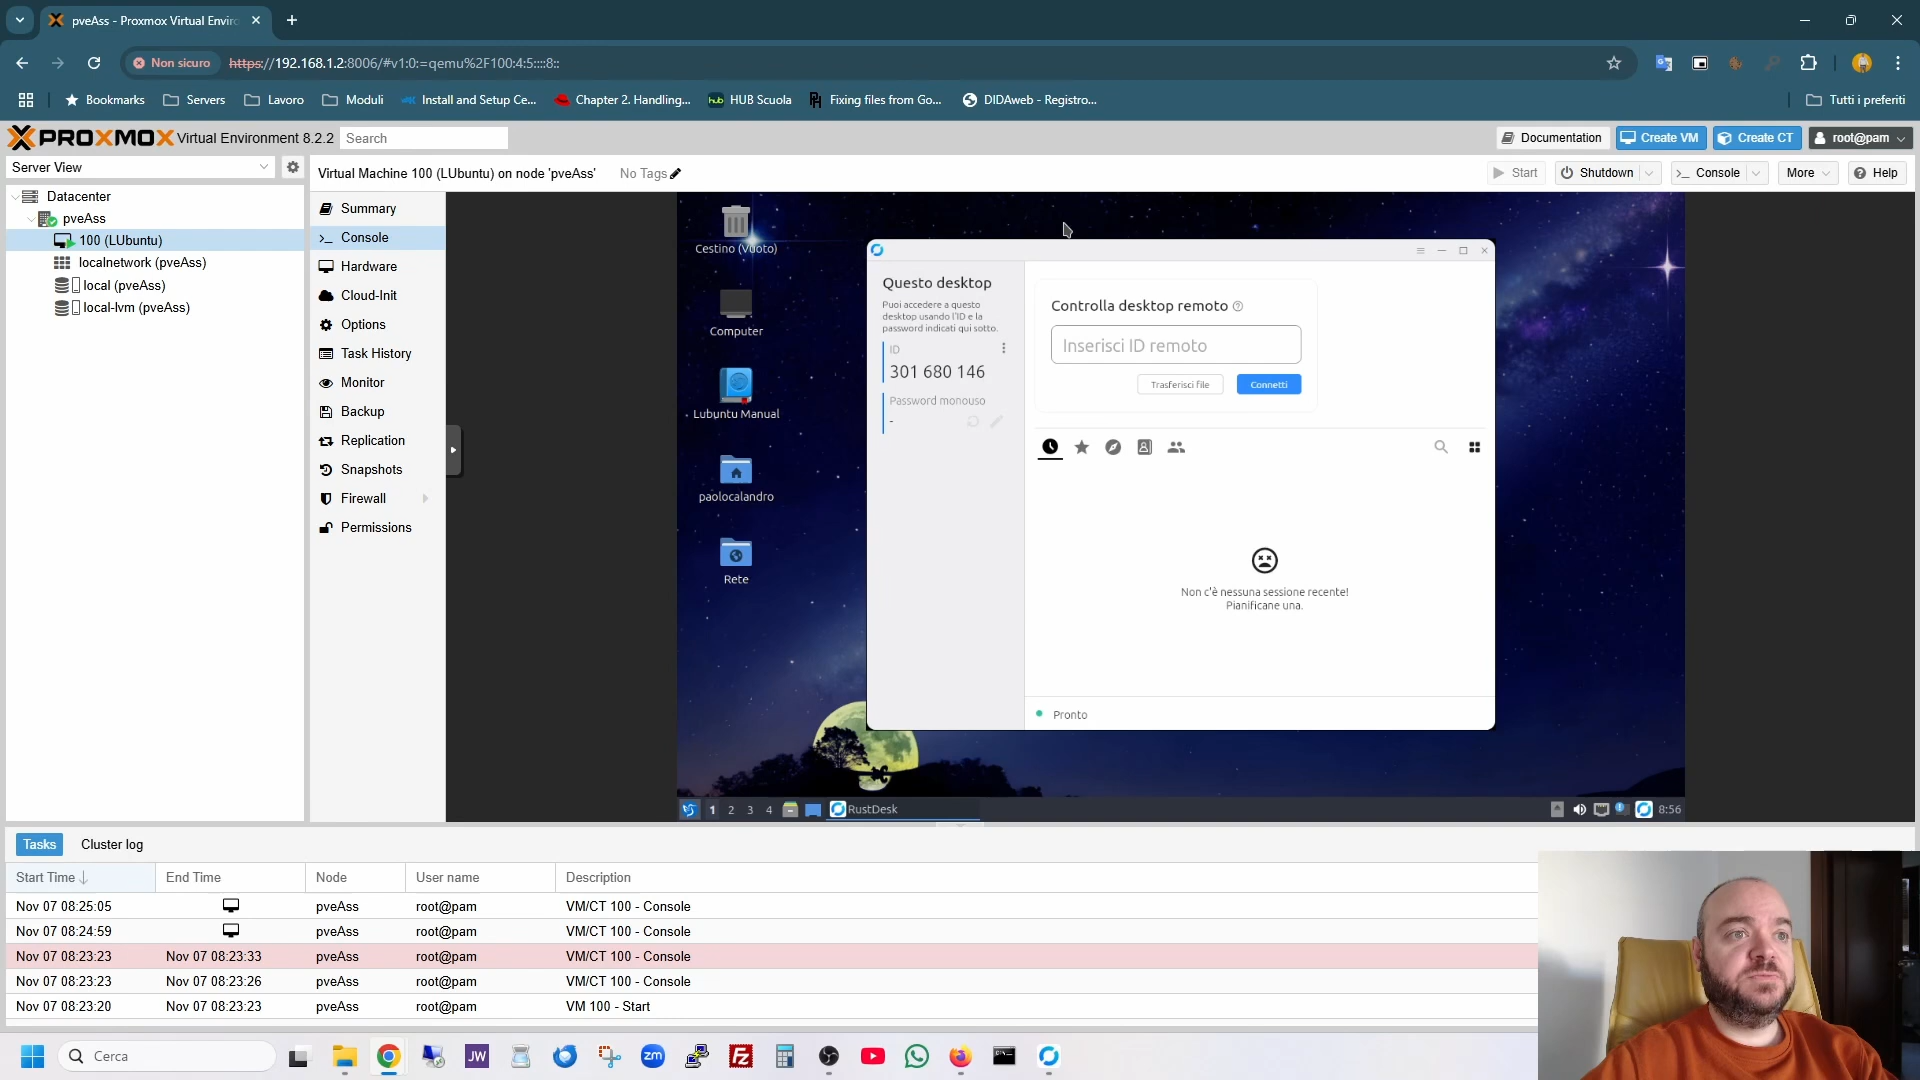 pveAss - Proxmox Virtual Enviro
Non sicuro
https://192.168.1.2:8006/#v1:0:=qemu%2F100:4:5::::8::
Bookmarks
Servers
Lavoro
Moduli
Install and Setup Ce...
Chapter 2. Handling...
HUB Scuola
Fixing files from Go...
DIDAweb - Registro...
Tutti i preferiti
PROXMOX Virtual Environment 8.2.2
Search
Documentation
Create VM
Create CT
root@pam
Server View
Virtual Machine 100 (LUbuntu) on node 'pveAss'
No Tags
Start
Shutdown
Console
More
Help
Datacenter
pveAss
100 (LUbuntu)
localnetwork (pveAss)
local (pveAss)
local-lvm (pveAss)
Summary
Console
Hardware
Cloud-Init
Options
Task History
Monitor
Backup
Replication
Snapshots
Firewall
Permissions
Cestino (Vuoto)
Computer
Lubuntu Manual
paolocalandro
Rete
Questo desktop
Puoi accedere a questo
desktop usando l'ID e la
password indicati qui sotto.
ID
301 680 146
Password monouso
-
Controlla desktop remoto
Inserisci ID remoto
Trasferisci file
Connetti
Non c'è nessuna sessione recente!
Pianificane una.
Pronto
1 2 3 4
RustDesk
8:56
Tasks
Cluster log
Start Time
End Time
Node
User name
Description
Nov 07 08:25:05 pveAss root@pam VM/CT 100 - Console
Nov 07 08:24:59 pveAss root@pam VM/CT 100 - Console
Nov 07 08:23:23 Nov 07 08:23:33 pveAss root@pam VM/CT 100 - Console
Nov 07 08:23:23 Nov 07 08:23:26 pveAss root@pam VM/CT 100 - Console
Nov 07 08:23:20 Nov 07 08:23:23 pveAss root@pam VM 100 - Start
Cerca
JW
zm
FZ